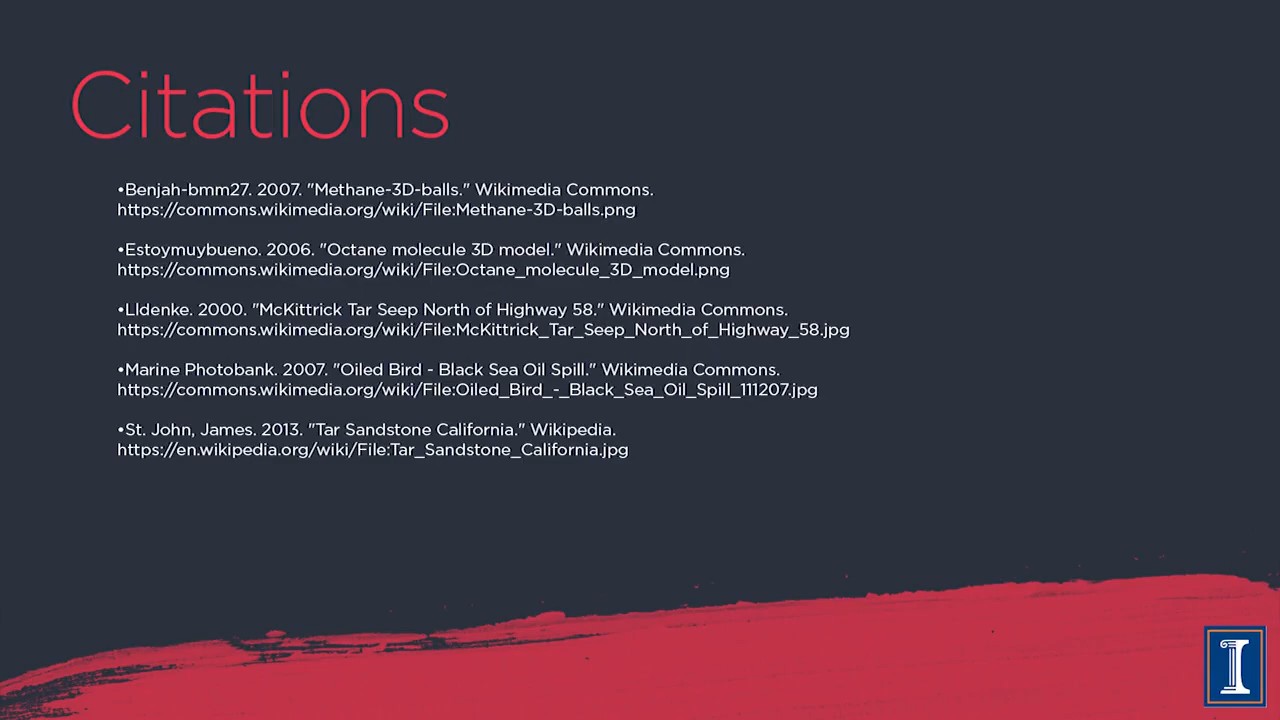 Citations
•Benjah-bmm27. 2007. "Methane-3D-balls." Wikimedia Commons.
https://commons.wikimedia.org/wiki/File:Methane-3D-balls.png
•Estoymuybueno. 2006. "Octane molecule 3D model." Wikimedia Commons.
https://commons.wikimedia.org/wiki/File:Octane_molecule_3D_model.png
•LIdenke. 2000. "McKittrick Tar Seep North of Highway 58." Wikimedia Commons.
https://commons.wikimedia.org/wiki/File:McKittrick_Tar_Seep_North_of_Highway_58.jpg
•Marine Photobank. 2007. "Oiled Bird - Black Sea Oil Spill." Wikimedia Commons.
https://commons.wikimedia.org/wiki/File:Oiled_Bird_-_Black_Sea_Oil_Spill_111207.jpg
•St. John, James. 2013. "Tar Sandstone California." Wikipedia.
https://en.wikipedia.org/wiki/File:Tar_Sandstone_California.jpg
I